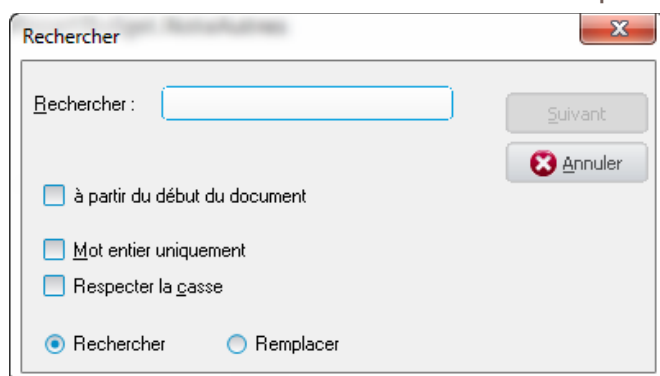 Rechercher
Rechercher :
Suivant
Annuler
à partir du début du document
Mot entier uniquement
Respecter la casse
Rechercher
Remplacer